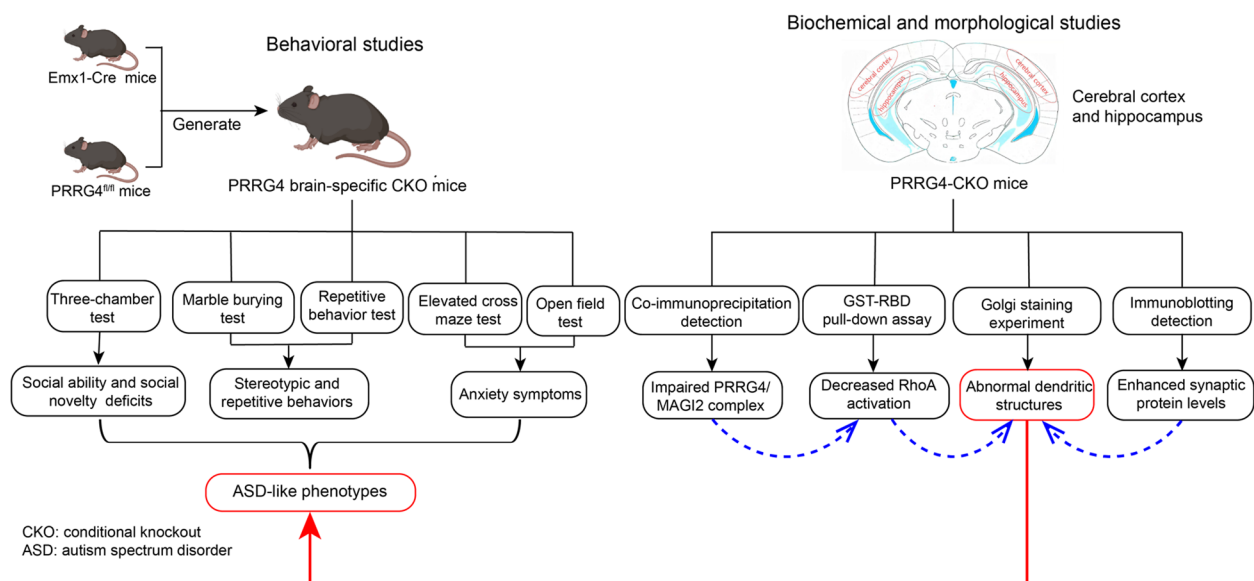 Behavioral studies
Emx1-Cre mice
Generate
PRRG4fl/fl mice
PRRG4 brain-specific CKO mice
Three-chamber
test
Marble burying
test
Repetitive
behavior test
Elevated cross
maze test
Open field
test
Social ability and social
novelty deficits
Stereotypic and
repetitive behaviors
Anxiety symptoms
ASD-like phenotypes
CKO: conditional knockout
ASD: autism spectrum disorder
Biochemical and morphological studies
cerebral cortex
hippocampus
cerebral cortex
hippocampus
Cerebral cortex
and hippocampus
PRRG4-CKO mice
Co-immunoprecipitation
detection
GST-RBD
pull-down assay
Golgi staining
experiment
Immunoblotting
detection
Impaired PRRG4/
MAGI2 complex
Decreased RhoA
activation
Abnormal dendritic
structures
Enhanced synaptic
protein levels